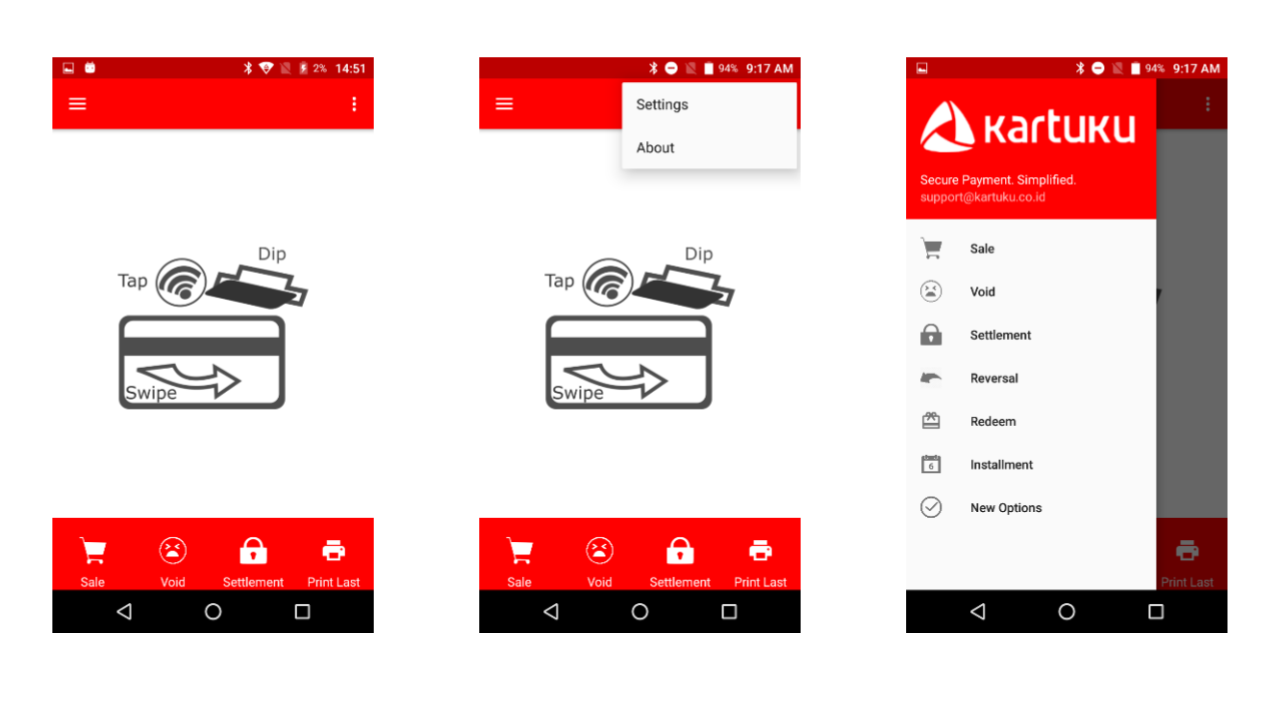 2% 14:51
Dip
Tap
Swipe
Sale Void Settlement Print Last
94% 9:17 AM
Settings
About
Dip
Tap
Swipe
Sale Void Settlement Print Last
94% 9:17 AM
кartuкu
Secure Payment. Simplified.
support@kartuku.co.id
Sale
Void
Settlement
Reversal
Redeem
6 Installment
New Options
Print Last